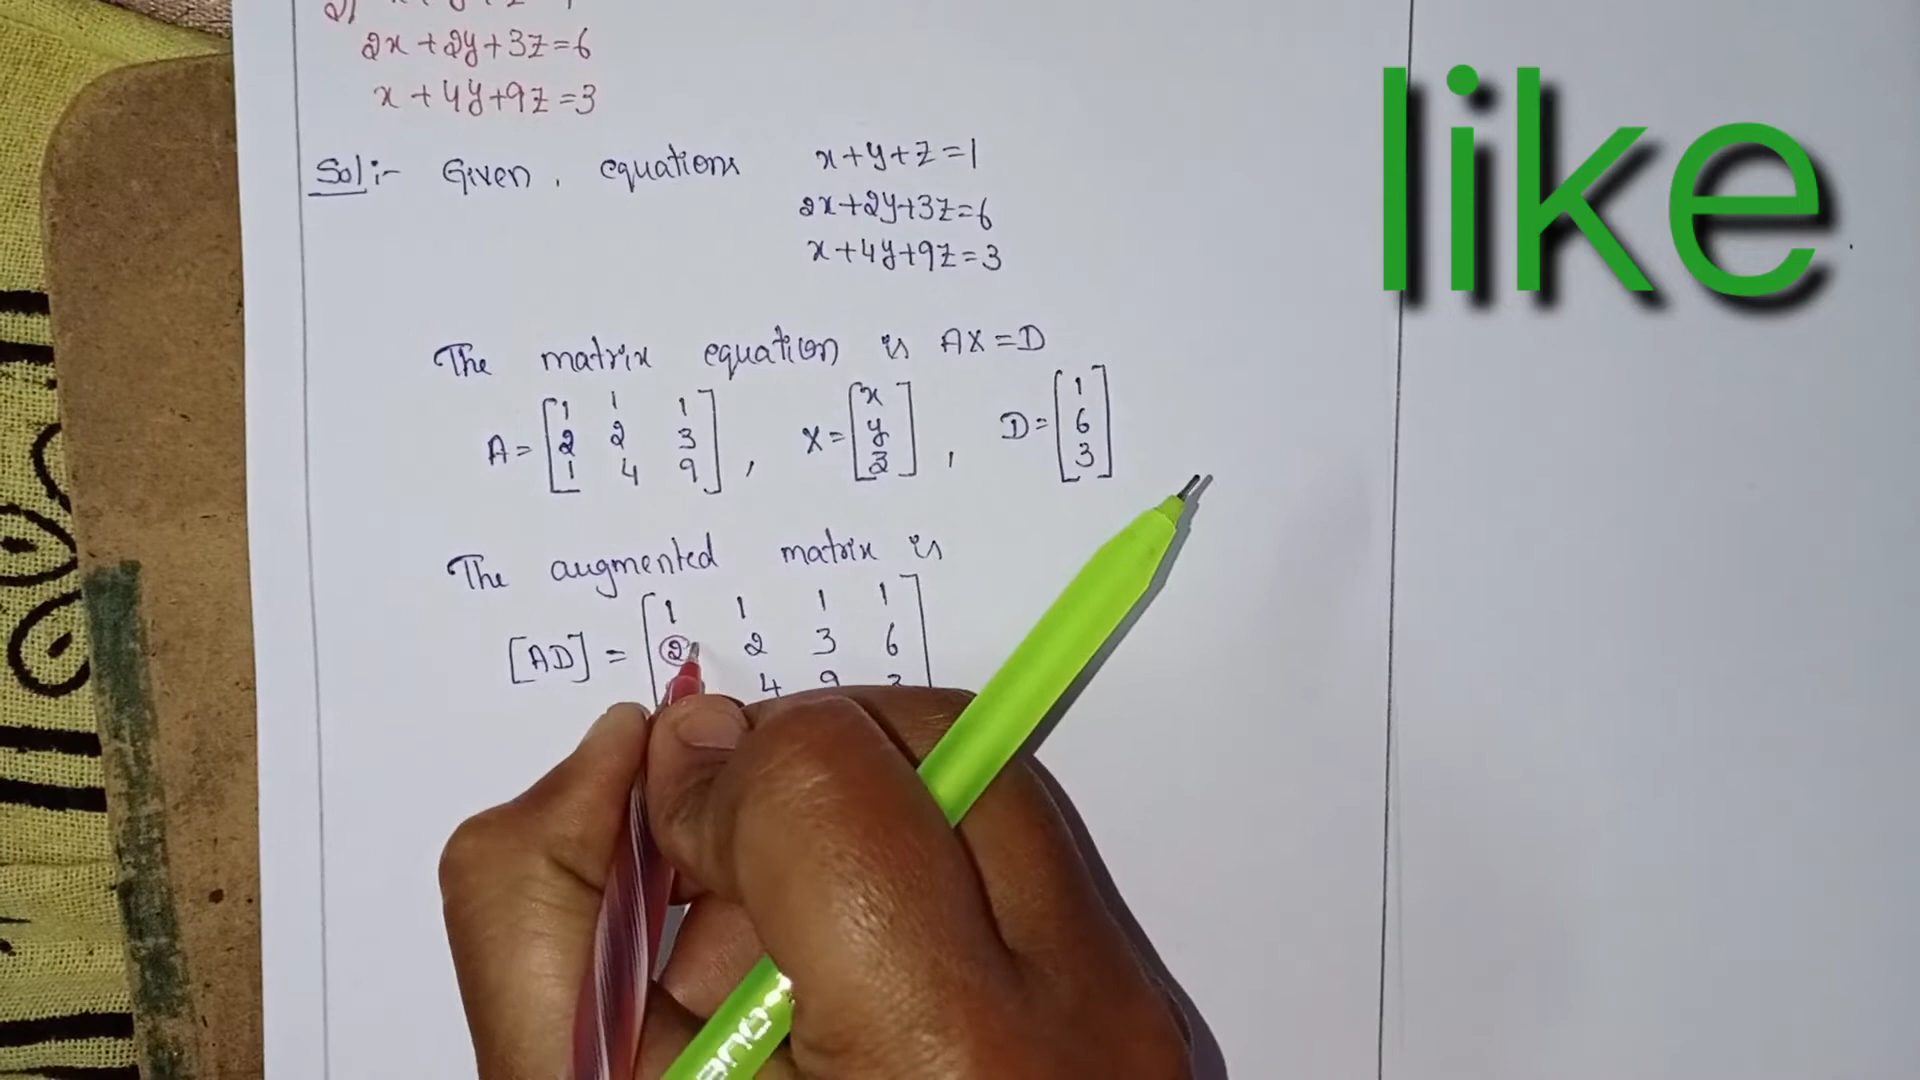 2)
2x+2y+3z=6
x+4y+9z=3
Sol:- Given, equations x+y+z=1
2x+2y+3z=6
x+4y+9z=3
The matrix equation is AX=D
A = [1 1 1
2 2 3
1 4 9] , X = [x
y
z] , D = [1
6
3]
The augmented matrix is
[AD] = [1 1 1 1
2 2 3 6
4 9 3]
like